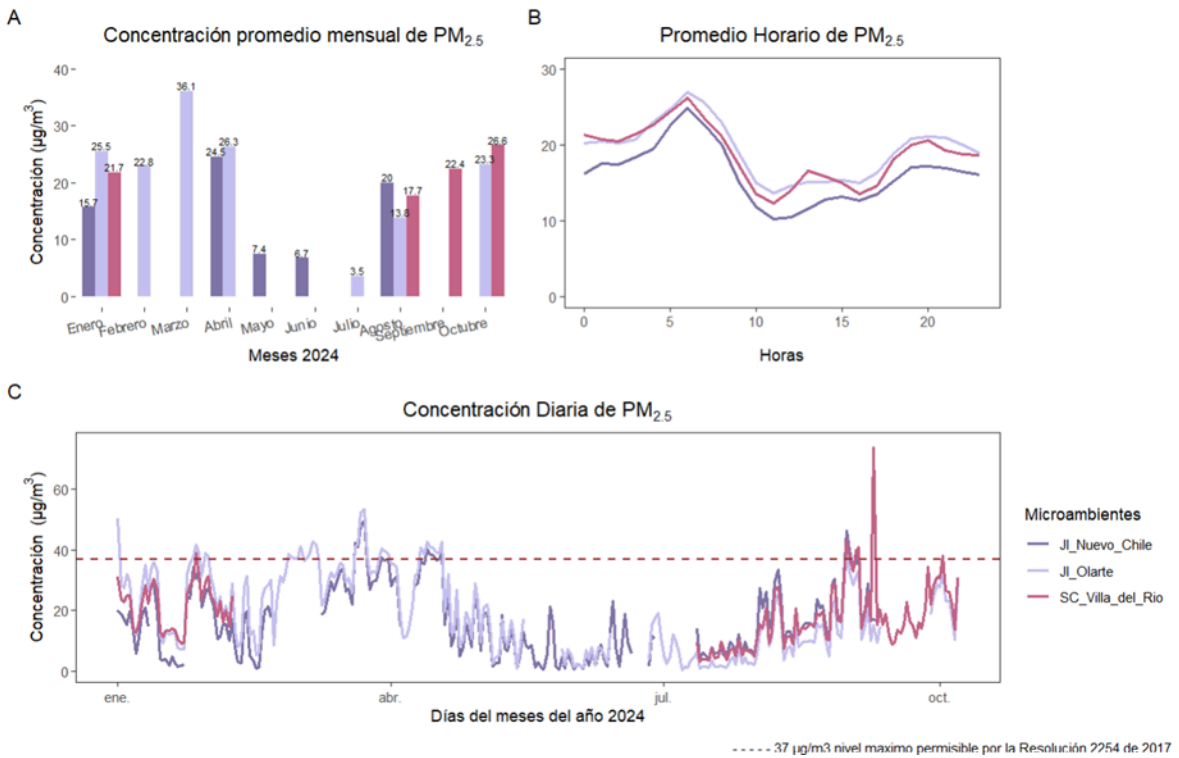 A
Concentración promedio mensual de PM2.5
Concentración (µg/m3)
40
30
20
10
0
15.7
25.5
21.7
22.8
36.1
24.5
26.3
7.4
6.7
3.5
20
13.8
17.7
22.4
23.3
26.6
Enero
Febrero
Marzo
Abril
Mayo
Junio
Julio
Agosto
Septiembre
Octubre
Meses 2024
B
Promedio Horario de PM2.5
30
20
10
0
0 5 10 15 20
Horas
C
Concentración Diaria de PM2.5
Concentración (µg/m3)
60
40
20
0
ene. abr. jul. oct.
Días del meses del año 2024
Microambientes
JI_Nuevo_Chile
JI_Olarte
SC_Villa_del_Rio
----- 37 µg/m3 nivel maximo permisible por la Resolución 2254 de 2017